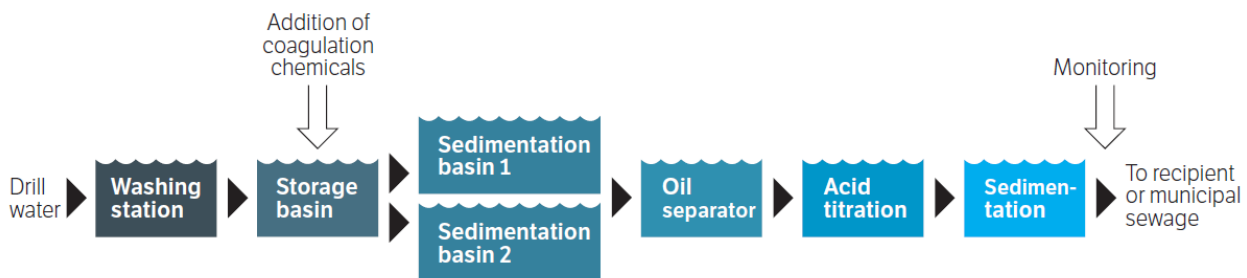 Addition of
coagulation
chemicals
Monitoring
Drill
water
Washing
station
Storage
basin
Sedimentation
basin 1
Sedimentation
basin 2
Oil
separator
Acid
titration
Sedimen-
tation
To recipient
or municipal
sewage